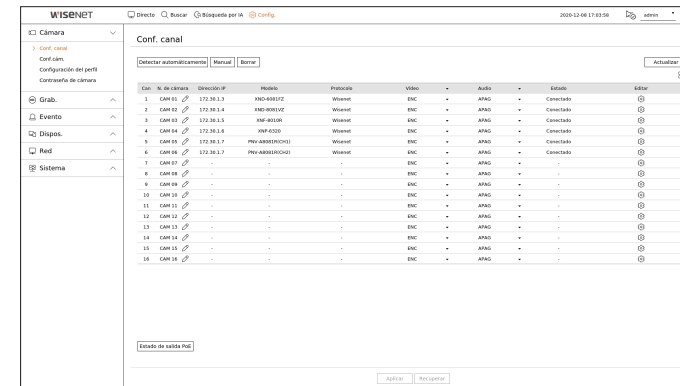 WISENET
Directo Buscar Búsqueda por IA Config. 2020-12-08 17:03:58 admin
Cámara
Conf. canal
Conf.cám.
Configuración del perfil
Contraseña de cámara
Grab.
Evento
Dispos.
Red
Sistema
Conf. canal
Detectar automáticamente Manual Borrar Actualizar
Can N. de cámara Dirección IP Modelo Protocolo Vídeo Audio Estado Editar
1 CAM 01 172.30.1.3 XND-6081FZ Wisenet ENC APAG Conectado
2 CAM 02 172.30.1.4 XND-8081VZ Wisenet ENC APAG Conectado
3 CAM 03 172.30.1.5 XNF-8010R Wisenet ENC APAG Conectado
4 CAM 04 172.30.1.6 XNP-6320 Wisenet ENC APAG Conectado
5 CAM 05 172.30.1.7 PNV-A8081R(CH1) Wisenet ENC APAG Conectado
6 CAM 06 172.30.1.7 PNV-A8081R(CH2) Wisenet ENC APAG Conectado
7 CAM 07 - - - ENC APAG -
8 CAM 08 - - - ENC APAG -
9 CAM 09 - - - ENC APAG -
10 CAM 10 - - - ENC APAG -
11 CAM 11 - - - ENC APAG -
12 CAM 12 - - - ENC APAG -
13 CAM 13 - - - ENC APAG -
14 CAM 14 - - - ENC APAG -
15 CAM 15 - - - ENC APAG -
16 CAM 16 - - - ENC APAG -
Estado de salida PoE
Aplicar Recuperar